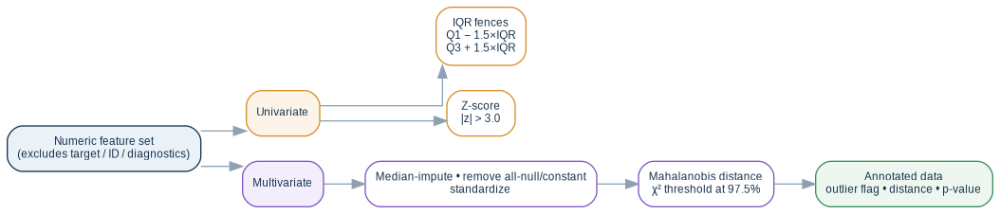 Numeric feature set
(excludes target / ID / diagnostics)
Univariate
IQR fences
Q1 − 1.5×IQR
Q3 + 1.5×IQR
Z-score
|z| > 3.0
Multivariate
Median-impute • remove all-null/constant
standardize
Mahalanobis distance
χ² threshold at 97.5%
Annotated data
outlier flag • distance • p-value